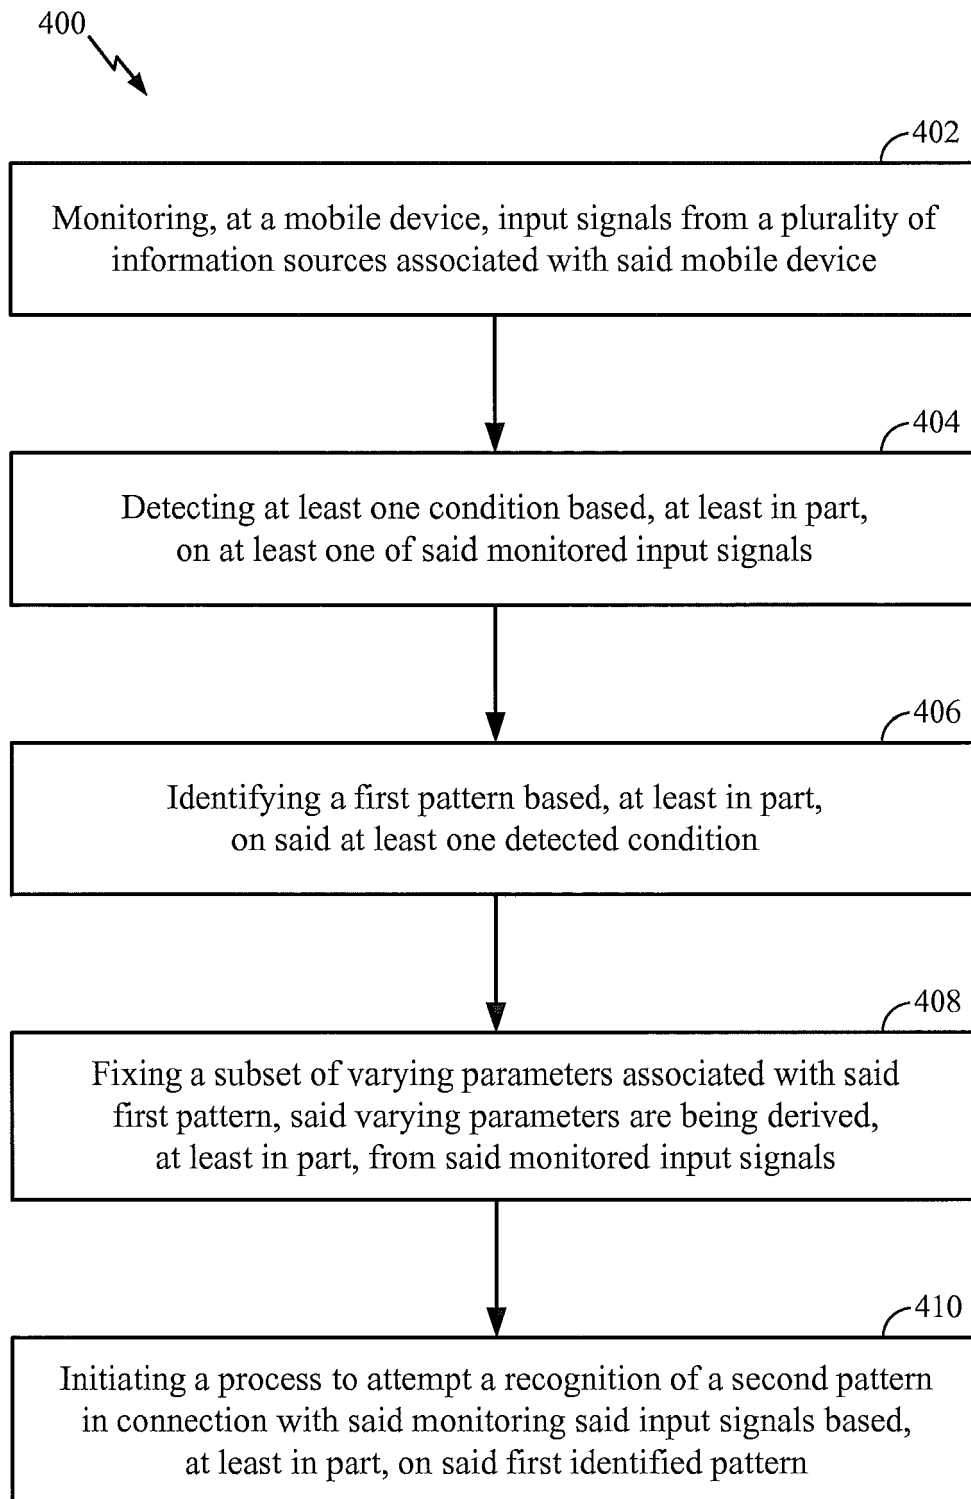 400
402
Monitoring, at a mobile device, input signals from a plurality of
information sources associated with said mobile device
404
Detecting at least one condition based, at least in part,
on at least one of said monitored input signals
406
Identifying a first pattern based, at least in part,
on said at least one detected condition
408
Fixing a subset of varying parameters associated with said
first pattern, said varying parameters are being derived,
at least in part, from said monitored input signals
410
Initiating a process to attempt a recognition of a second pattern
in connection with said monitoring said input signals based,
at least in part, on said first identified pattern